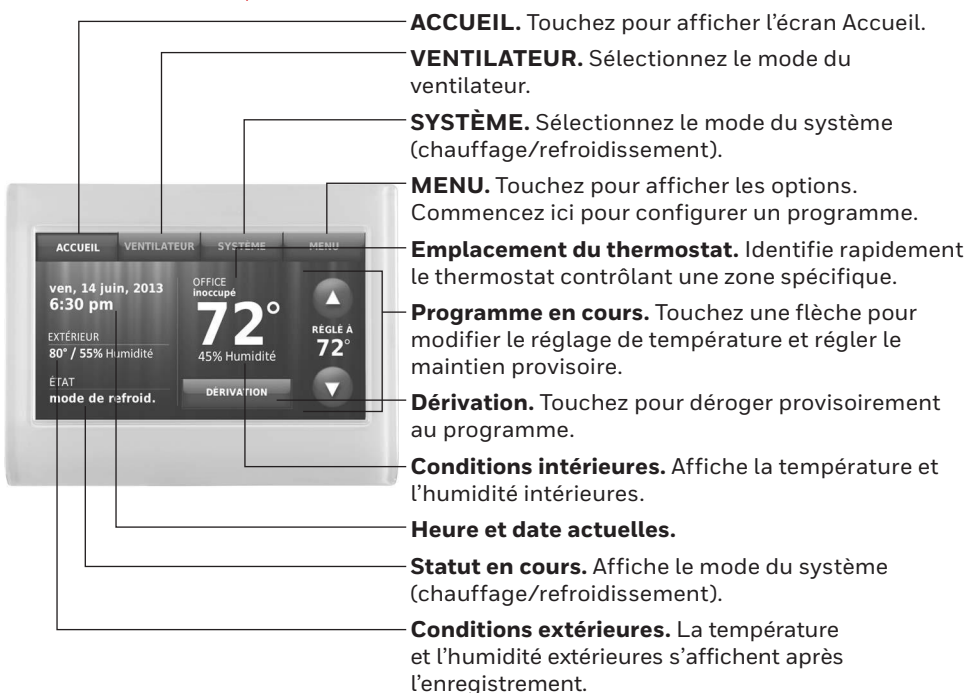 ACCUEIL. Touchez pour afficher l’écran Accueil.
VENTILATEUR. Sélectionnez le mode du
ventilateur.
SYSTÈME. Sélectionnez le mode du système
(chauffage/refroidissement).
MENU. Touchez pour afficher les options.
Commencez ici pour configurer un programme.
Emplacement du thermostat. Identifie rapidement
le thermostat contrôlant une zone spécifique.
Programme en cours. Touchez une flèche pour
modifier le réglage de température et régler le
maintien provisoire.
Dérivation. Touchez pour déroger provisoirement
au programme.
Conditions intérieures. Affiche la température et
l’humidité intérieures.
Heure et date actuelles.
Statut en cours. Affiche le mode du système
(chauffage/refroidissement).
Conditions extérieures. La température
et l’humidité extérieures s’affichent après
l’enregistrement.
ACCUEIL VENTILATEUR SYSTÈME MENU
ven, 14 juin, 2013
6:30 pm
EXTÉRIEUR
80° / 55% Humidité
ÉTAT
mode de refroid.
OFFICE
inoccupé
72°
45% Humidité
DÉRIVATION
RÉGLÉ À
72°